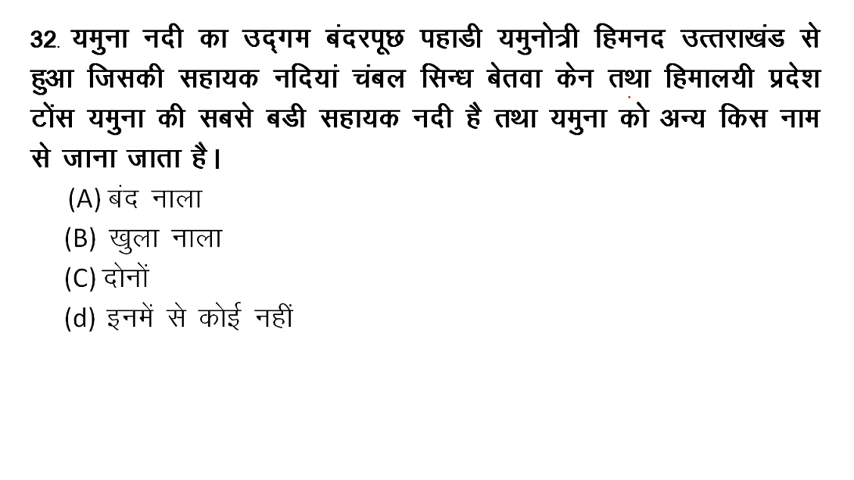 32. यमुना नदी का उद्गम बंदरपूछ पहाडी यमुनोत्री हिमनद उत्तराखंड से
हुआ जिसकी सहायक नदियां चंबल सिन्ध बेतवा केन तथा हिमालयी प्रदेश
टोंस यमुना की सबसे बडी सहायक नदी है तथा यमुना को अन्य किस नाम
से जाना जाता है।
(A) बंद नाला
(B) खुला नाला
(C) दोनों
(d) इनमें से कोई नहीं